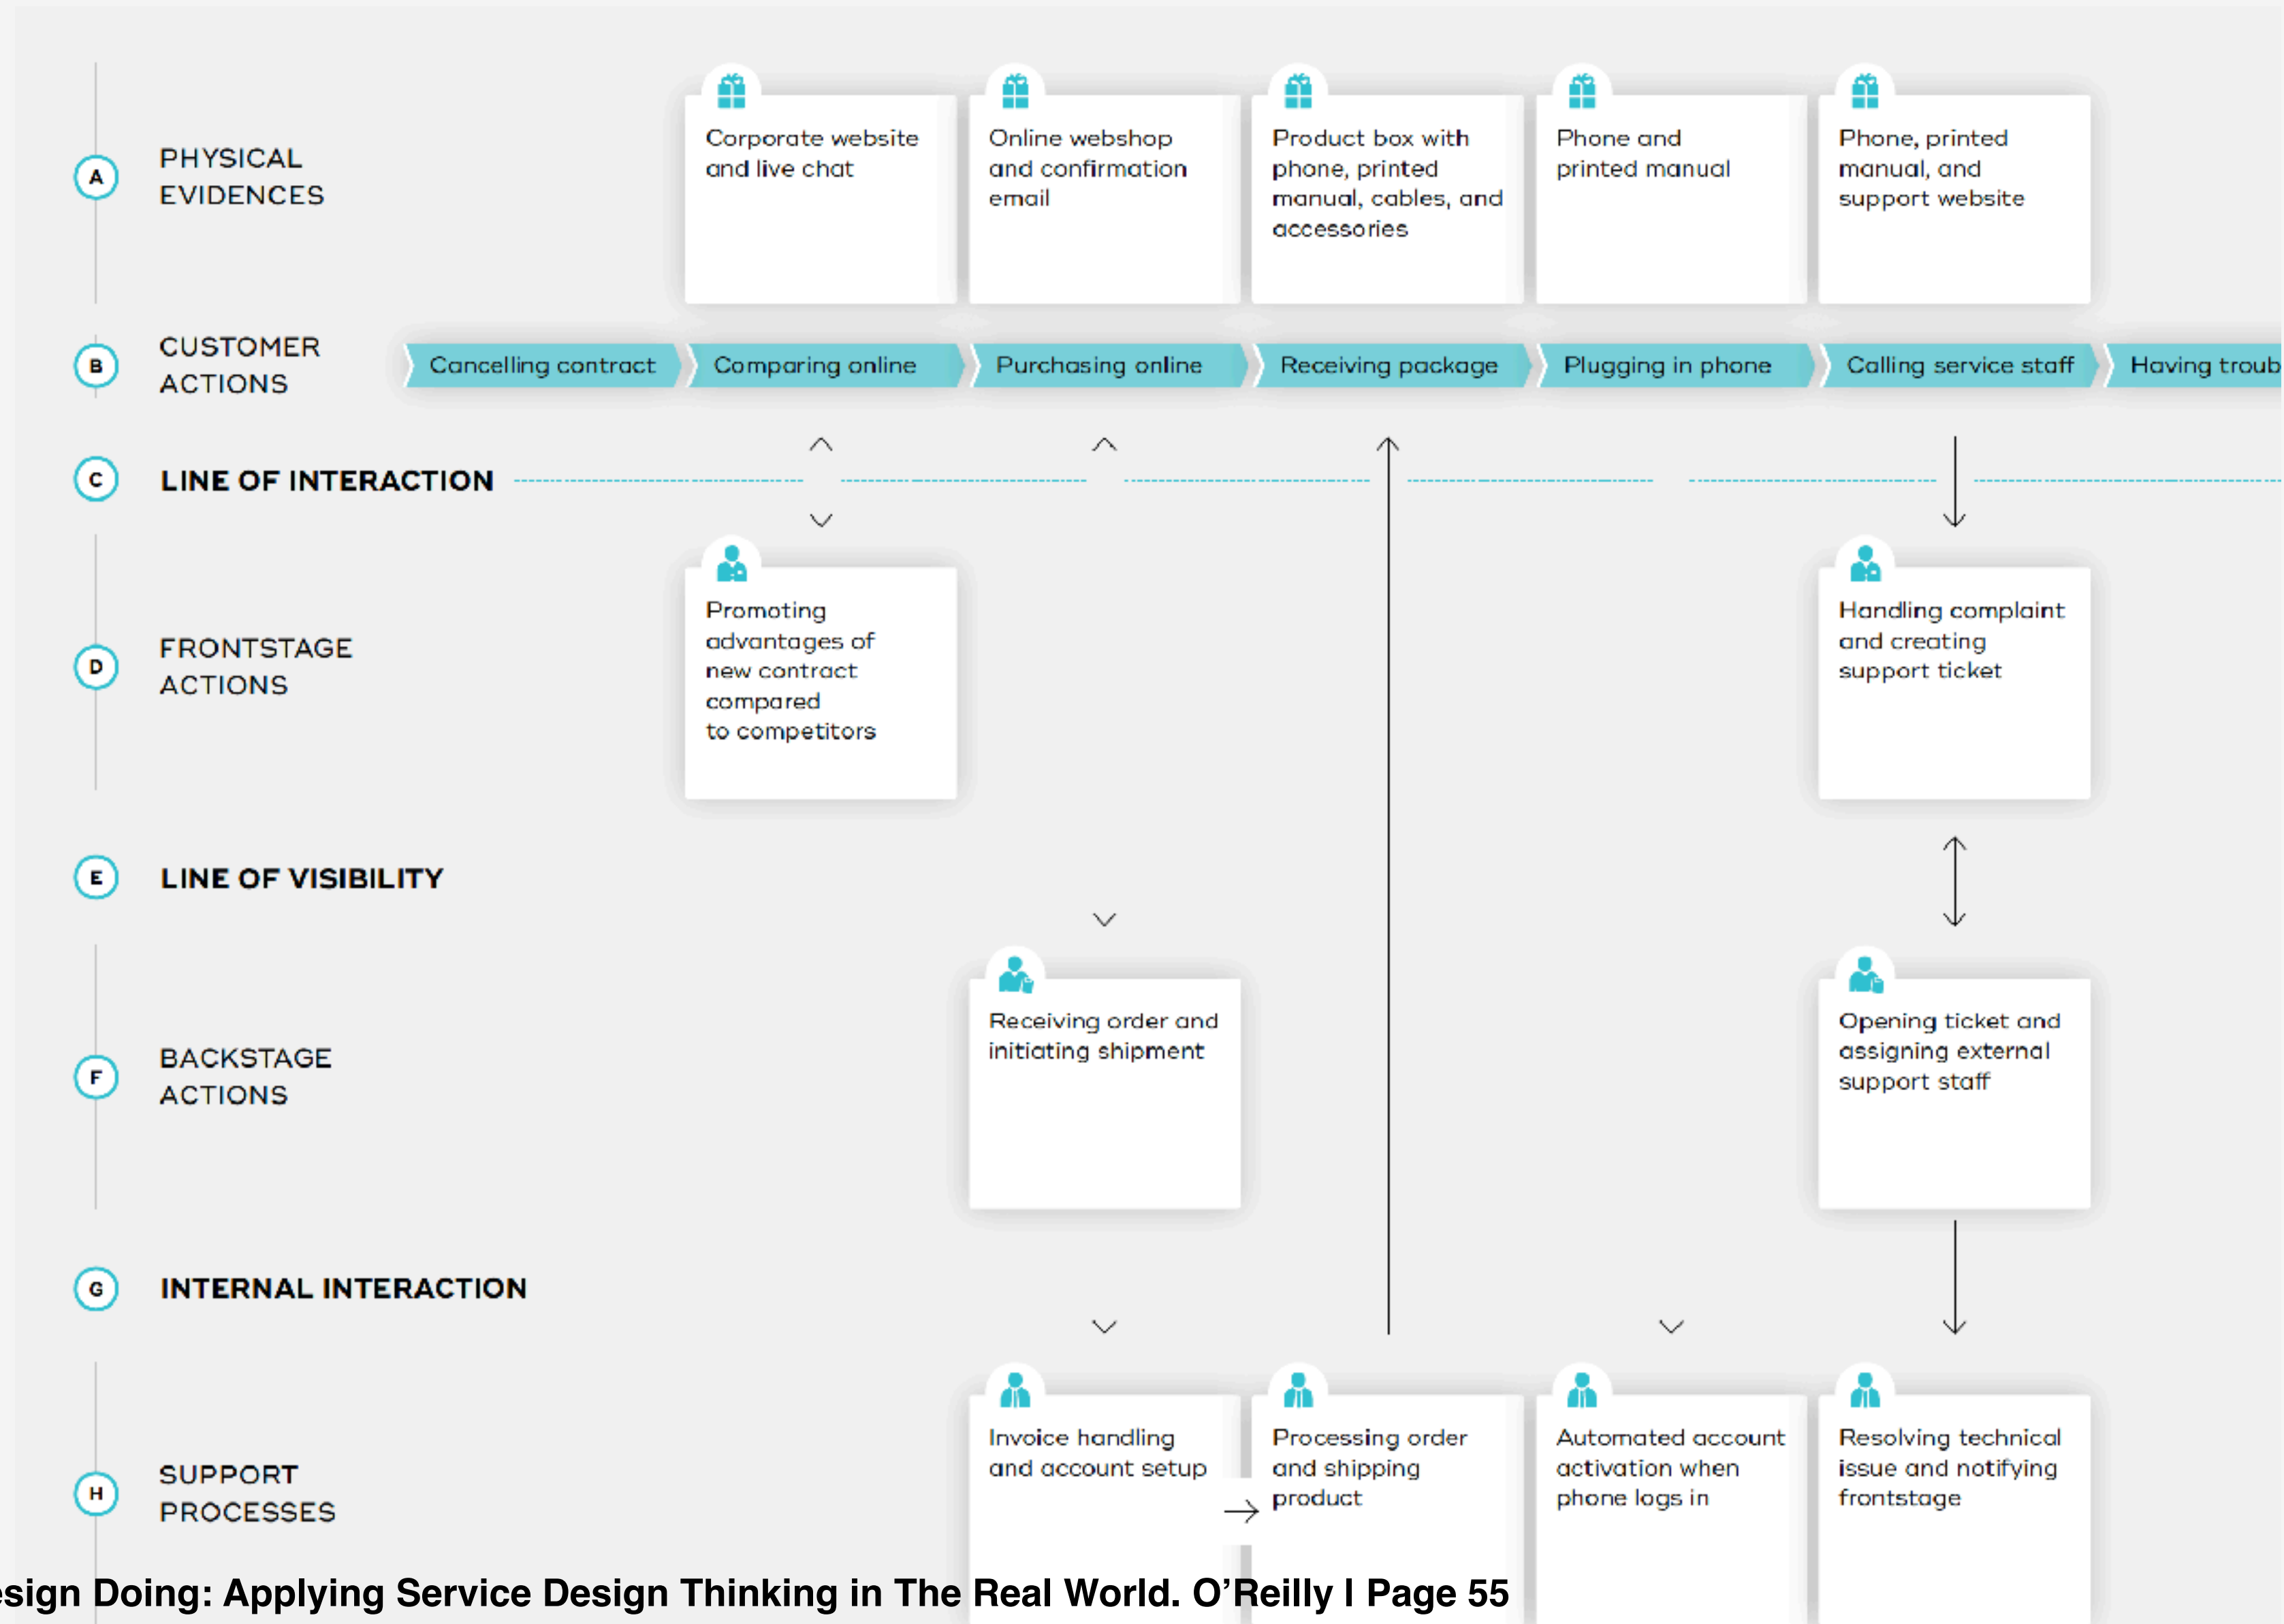 A
PHYSICAL
EVIDENCES
Corporate website
and live chat
Online webshop
and confirmation
email
Product box with
phone, printed
manual, cables, and
accessories
Phone and
printed manual
Phone, printed
manual, and
support website
B
CUSTOMER
ACTIONS
Cancelling contract
Comparing online
Purchasing online
Receiving package
Plugging in phone
Calling service staff
Having troub
C
LINE OF INTERACTION
D
FRONTSTAGE
ACTIONS
Promoting
advantages of
new contract
compared
to competitors
Handling complaint
and creating
support ticket
E
LINE OF VISIBILITY
F
BACKSTAGE
ACTIONS
Receiving order and
initiating shipment
Opening ticket and
assigning external
support staff
G
INTERNAL INTERACTION
H
SUPPORT
PROCESSES
Invoice handling
and account setup
Processing order
and shipping
product
Automated account
activation when
phone logs in
Resolving technical
issue and notifying
frontstage
esign Doing: Applying Service Design Thinking in The Real World. O'Reilly I Page 55